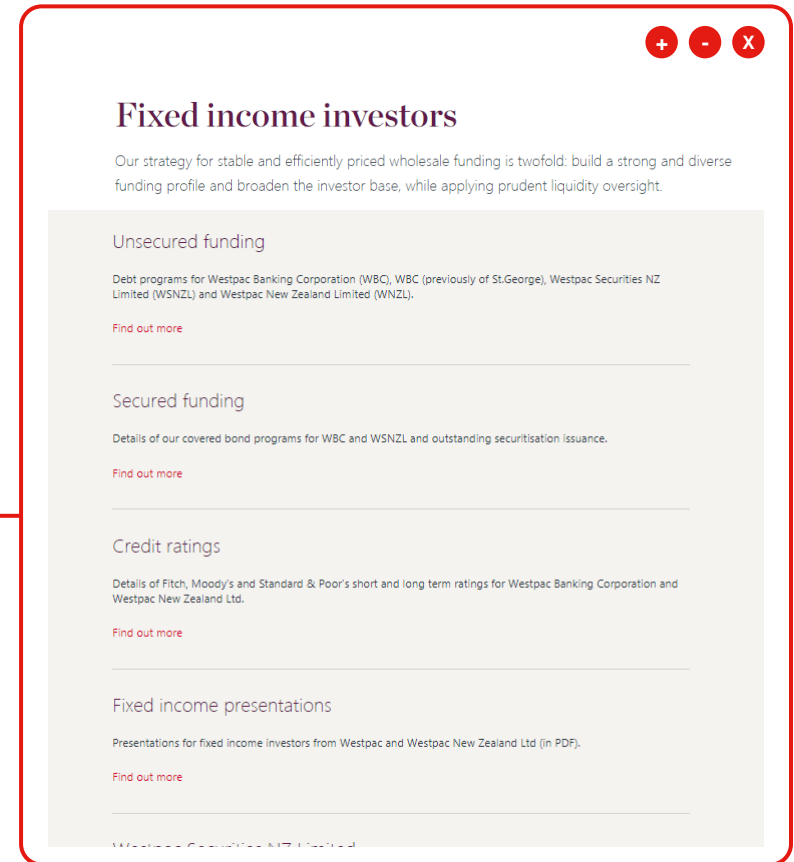 + - X
Fixed income investors
Our strategy for stable and efficiently priced wholesale funding is twofold: build a strong and diverse
funding profile and broaden the investor base, while applying prudent liquidity oversight.
Unsecured funding
Debt programs for Westpac Banking Corporation (WBC), WBC (previously of St.George), Westpac Securities NZ
Limited (WSNZL) and Westpac New Zealand Limited (WNZL).
Find out more
Secured funding
Details of our covered bond programs for WBC and WSNZL and outstanding securitisation issuance.
Find out more
Credit ratings
Details of Fitch, Moody's and Standard & Poor's short and long term ratings for Westpac Banking Corporation and
Westpac New Zealand Ltd.
Find out more
Fixed income presentations
Presentations for fixed income investors from Westpac and Westpac New Zealand Ltd (in PDF).
Find out more
Westpac Securities NZ Limited